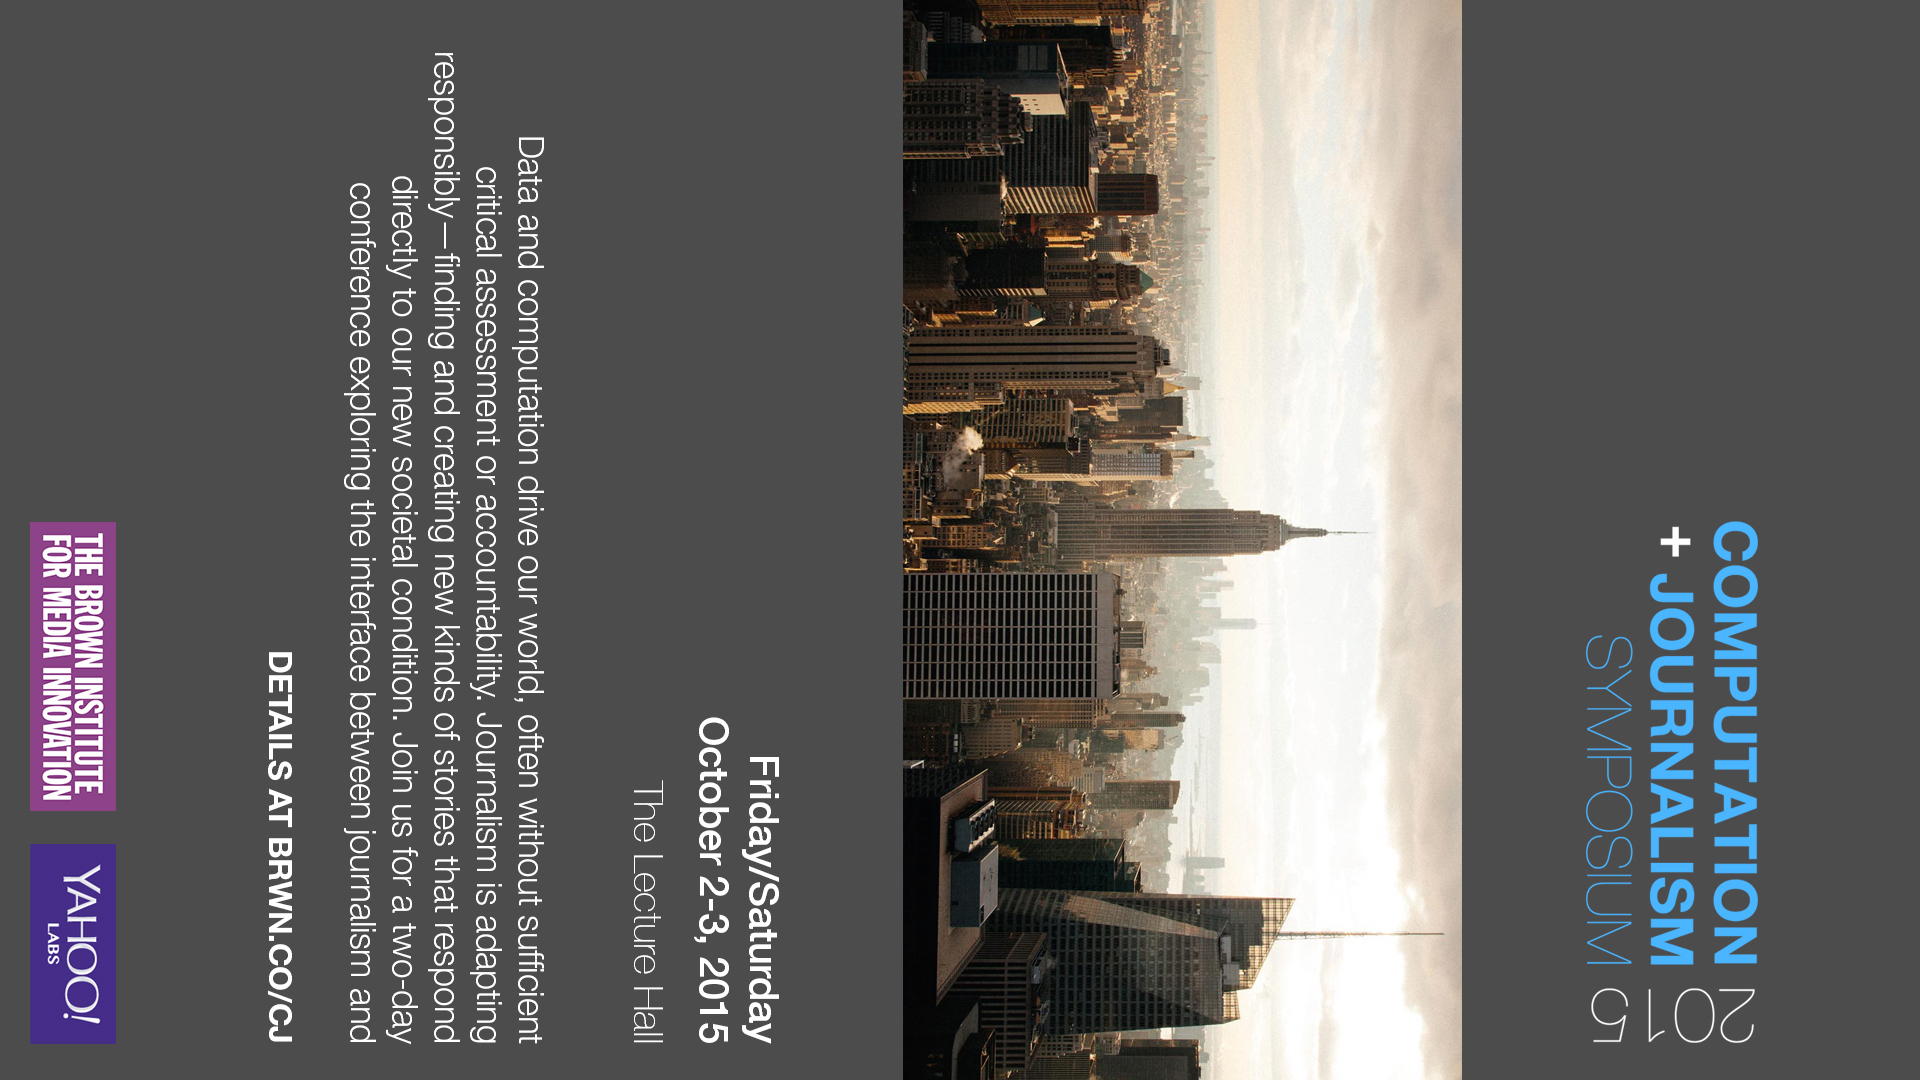 COMPUTATION
+ JOURNALISM
SYMPOSIUM
2015
Friday/Saturday
October 2-3, 2015
The Lecture Hall
Data and computation drive our world, often without sufficient
critical assessment or accountability. Journalism is adapting
responsibly—finding and creating new kinds of stories that respond
directly to our new societal condition. Join us for a two-day
conference exploring the interface between journalism and
DETAILS AT BRWN.CO/CJ
THE BROWN INSTITUTE
FOR MEDIA INNOVATION
YAHOO!
LABS